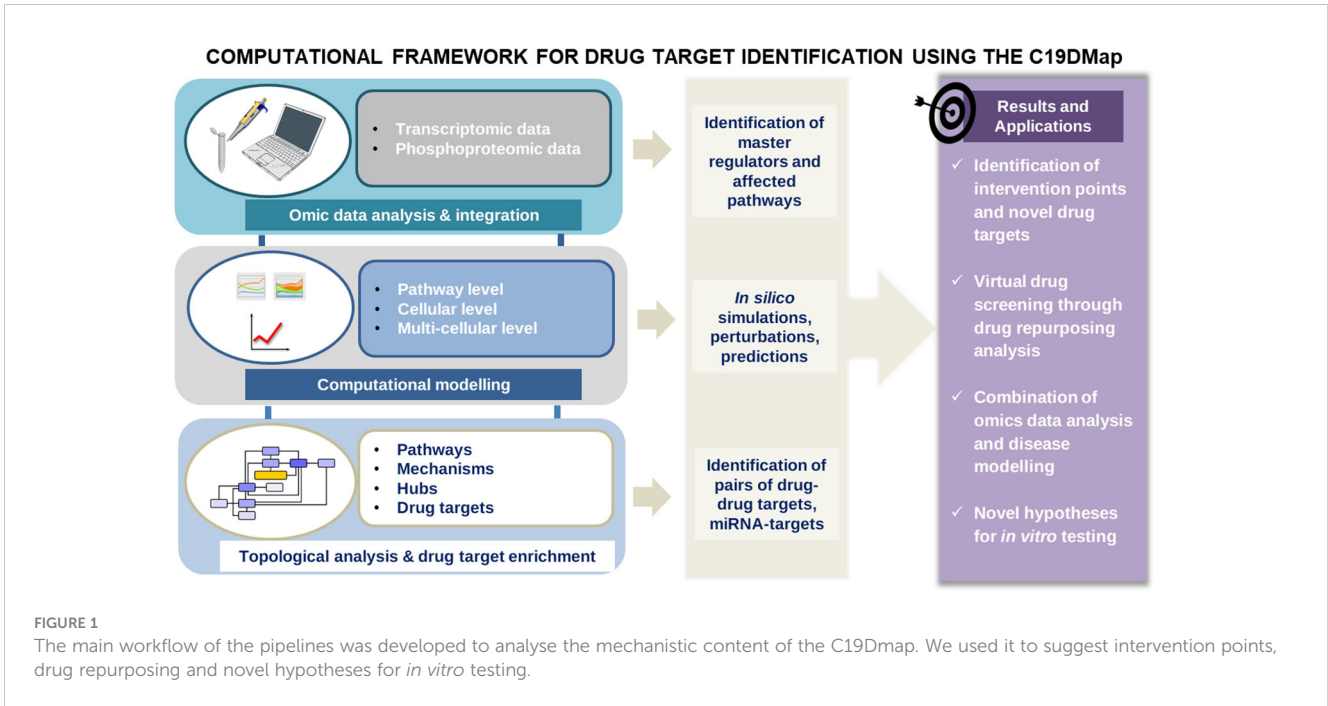 COMPUTATIONAL FRAMEWORK FOR DRUG TARGET IDENTIFICATION USING THE C19DMap
• Transcriptomic data
• Phosphoproteomic data
Omic data analysis & integration
Identification of
master
regulators and
affected
pathways
• Pathway level
• Cellular level
• Multi-cellular level
Computational modelling
In silico
simulations,
perturbations,
predictions
• Pathways
• Mechanisms
• Hubs
• Drug targets
Topological analysis & drug target enrichment
Identification of
pairs of drug-
drug targets,
miRNA-targets
Results and
Applications
✓ Identification of
intervention points
and novel drug
targets
✓ Virtual drug
screening through
drug repurposing
analysis
✓ Combination of
omics data analysis
and disease
modelling
✓ Novel hypotheses
for in vitro testing
FIGURE 1
The main workflow of the pipelines was developed to analyse the mechanistic content of the C19Dmap. We used it to suggest intervention points,
drug repurposing and novel hypotheses for in vitro testing.